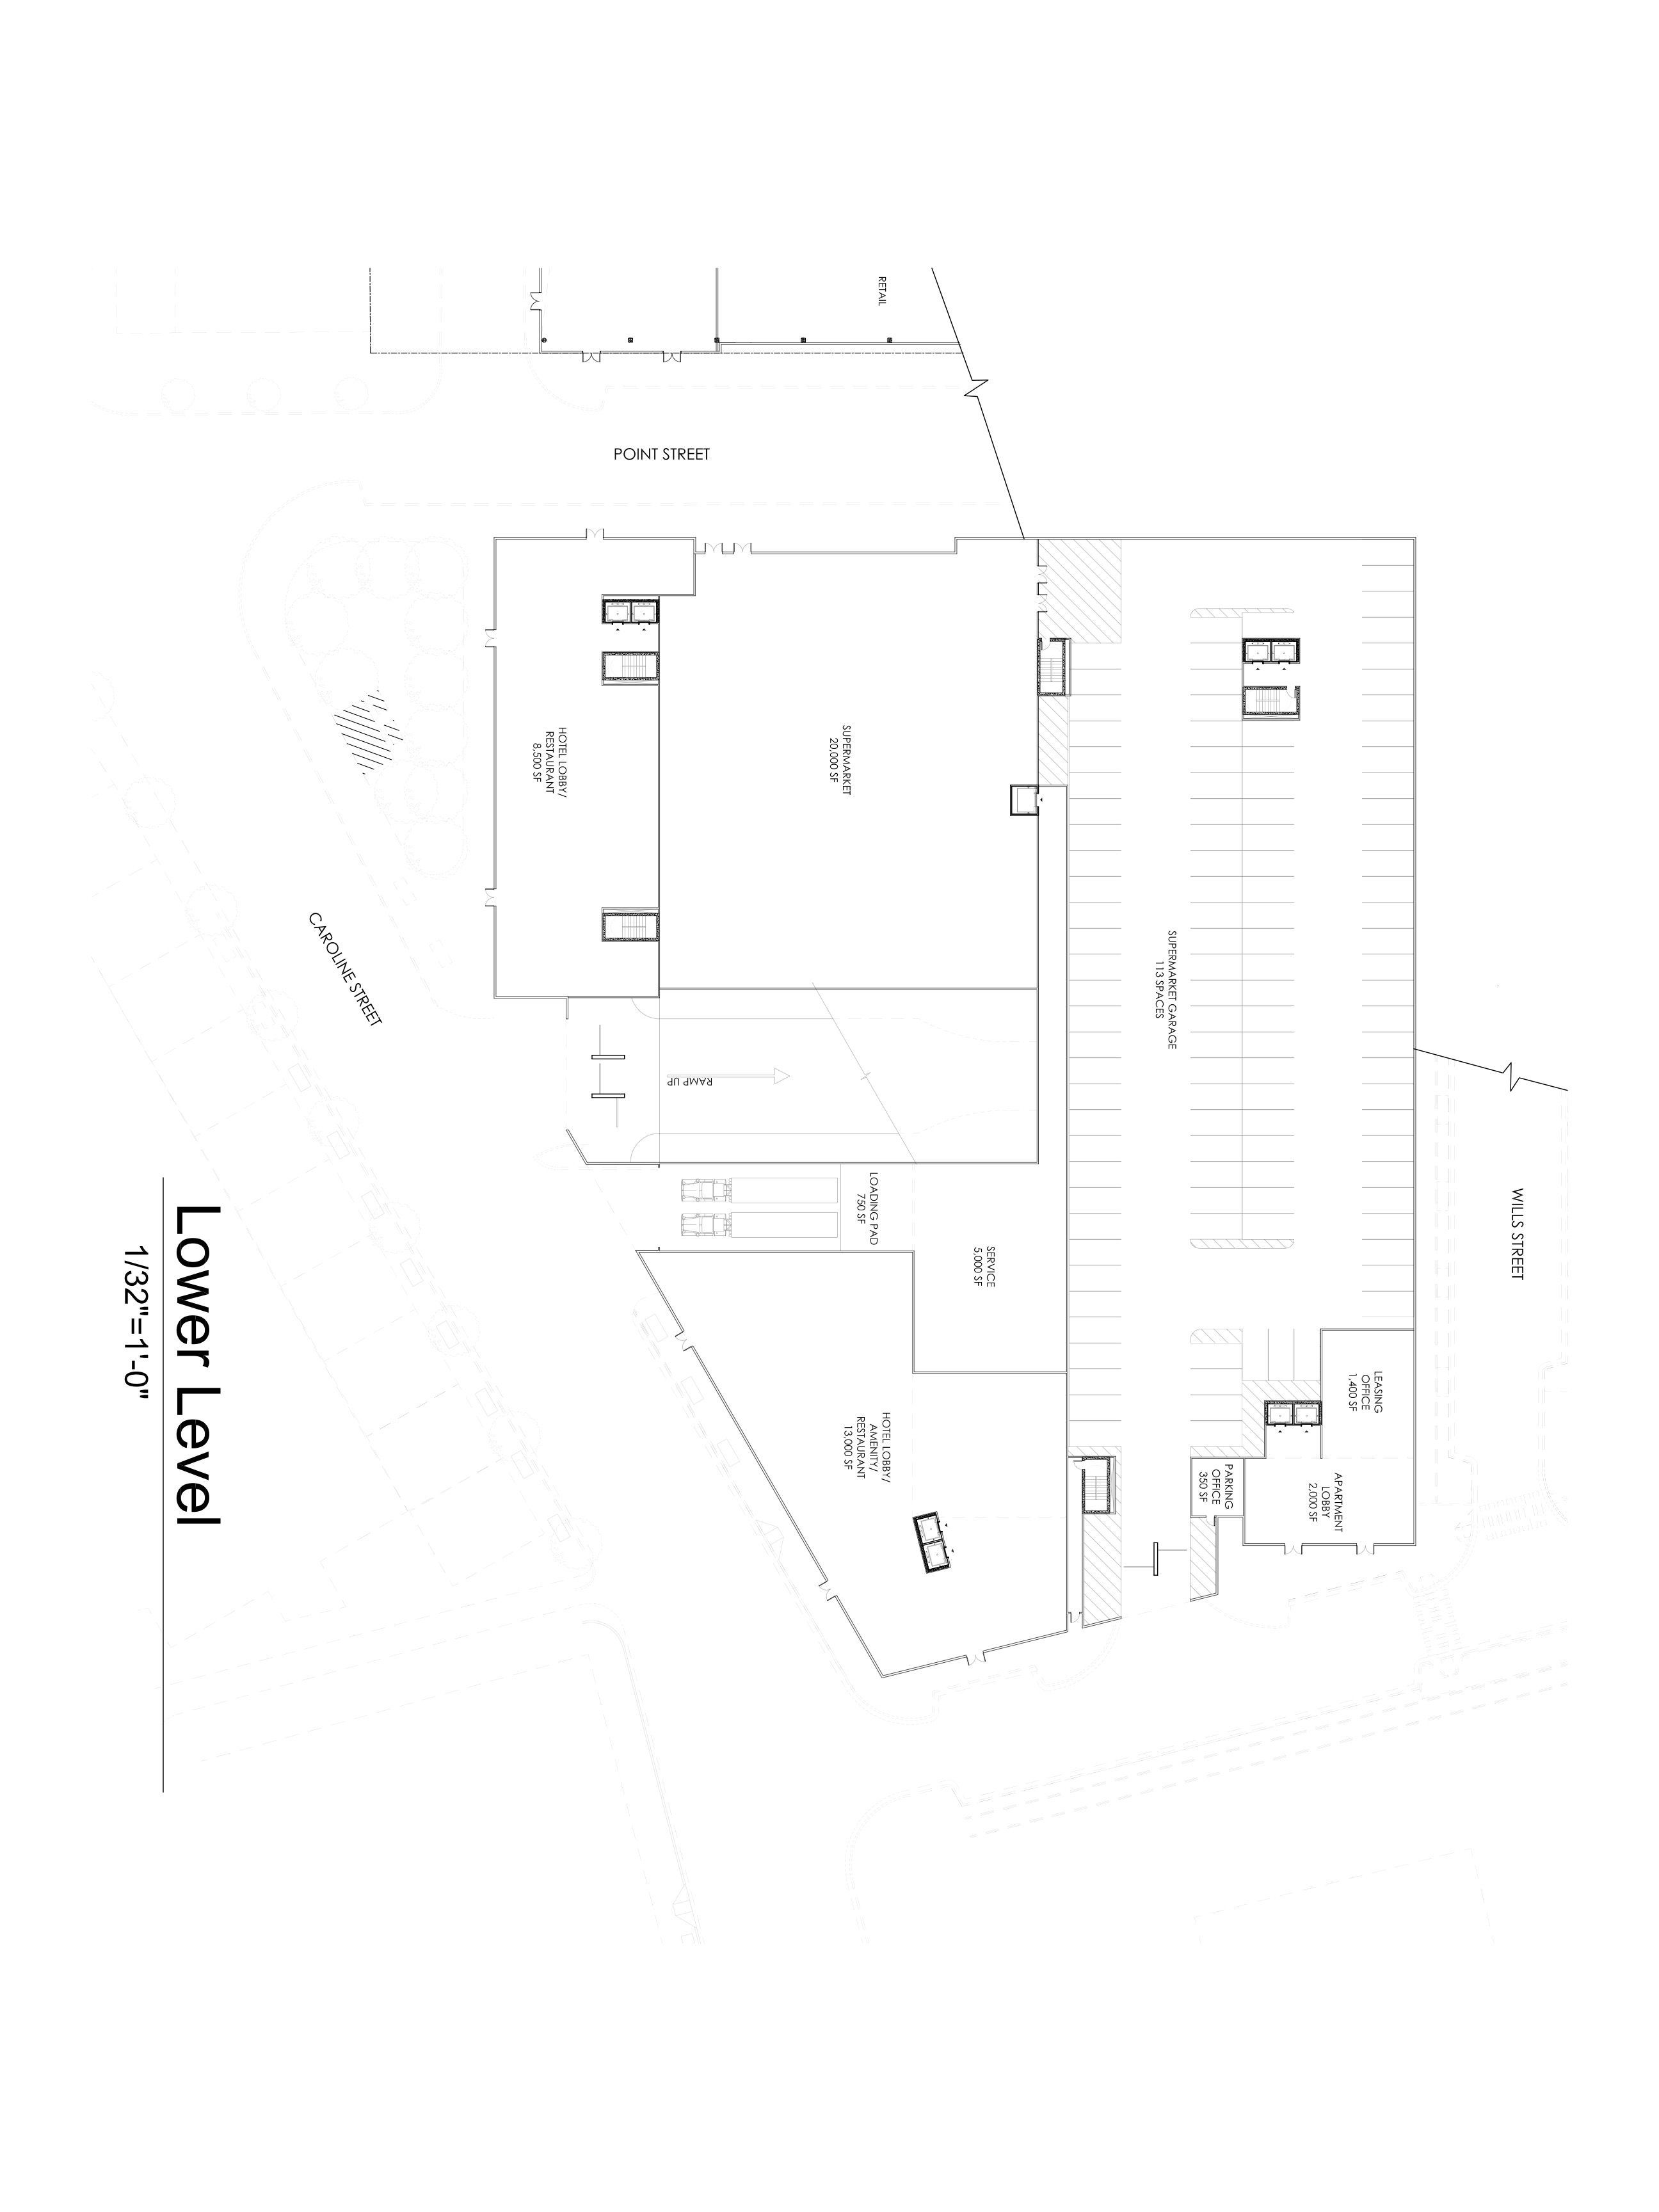 RETAIL
POINT STREET
HOTEL LOBBY/
RESTAURANT
8,500 SF
SUPERMARKET
20,000 SF
CAROLINE STREET
SUPERMARKET GARAGE
113 SPACES
RAMP UP
LOADING PAD
750 SF
SERVICE
5,000 SF
WILLS STREET
LEASING
OFFICE
1,400 SF
HOTEL LOBBY/
AMENITY/
RESTAURANT
13,000 SF
PARKING
OFFICE
350 SF
APARTMENT
LOBBY
2,000 SF
Lower Level
1/32"=1'-0"